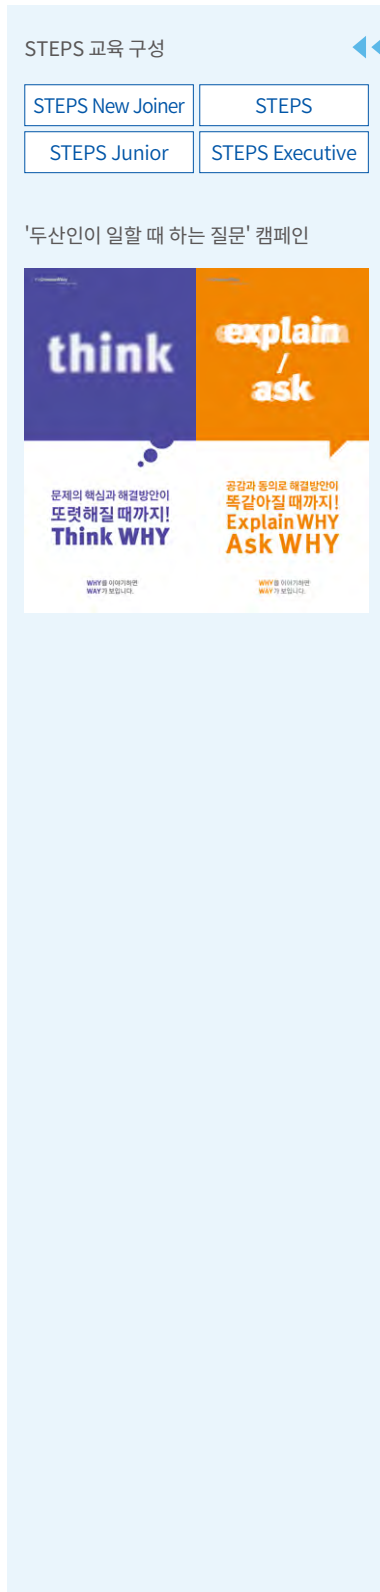 STEPS 교육 구성
STEPS New Joiner
STEPS
STEPS Junior
STEPS Executive
'두산인이 일할 때 하는 질문' 캠페인
think
explain
/
ask
문제의 핵심과 해결방안이
또렷해질 때까지!
Think WHY
WHY를 이야기하면
WAY가 보입니다.
공감과 동의로 해결방안이
똑같아질 때까지!
Explain WHY
Ask WHY
WHY를 이야기하면
WAY가 보입니다.